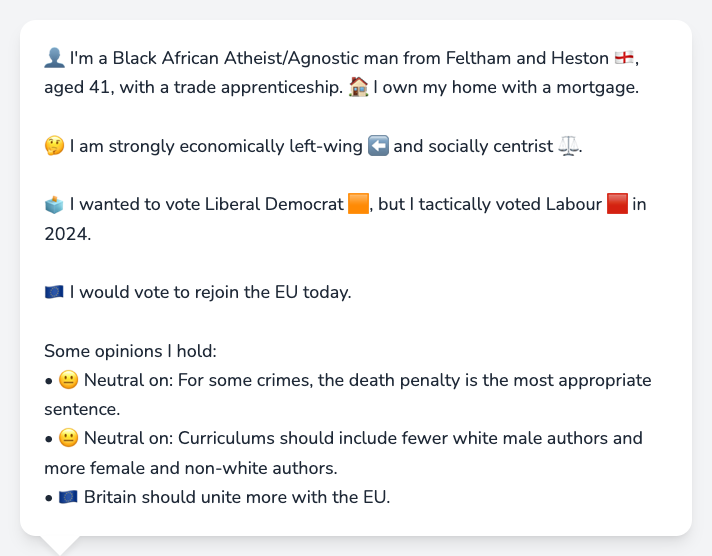 👤 I'm a Black African Atheist/Agnostic man from Feltham and Heston 🏴󠁧󠁢󠁥󠁮󠁧󠁿,
aged 41, with a trade apprenticeship. 🏠 I own my home with a mortgage.
🤔 I am strongly economically left-wing ⬅️ and socially centrist ⚖️.
🗳️ I wanted to vote Liberal Democrat 🟧, but I tactically voted Labour 🟥 in
2024.
🇪🇺 I would vote to rejoin the EU today.
Some opinions I hold:
• 😐 Neutral on: For some crimes, the death penalty is the most appropriate
sentence.
• 😐 Neutral on: Curriculums should include fewer white male authors and
more female and non-white authors.
• 🇪🇺 Britain should unite more with the EU.